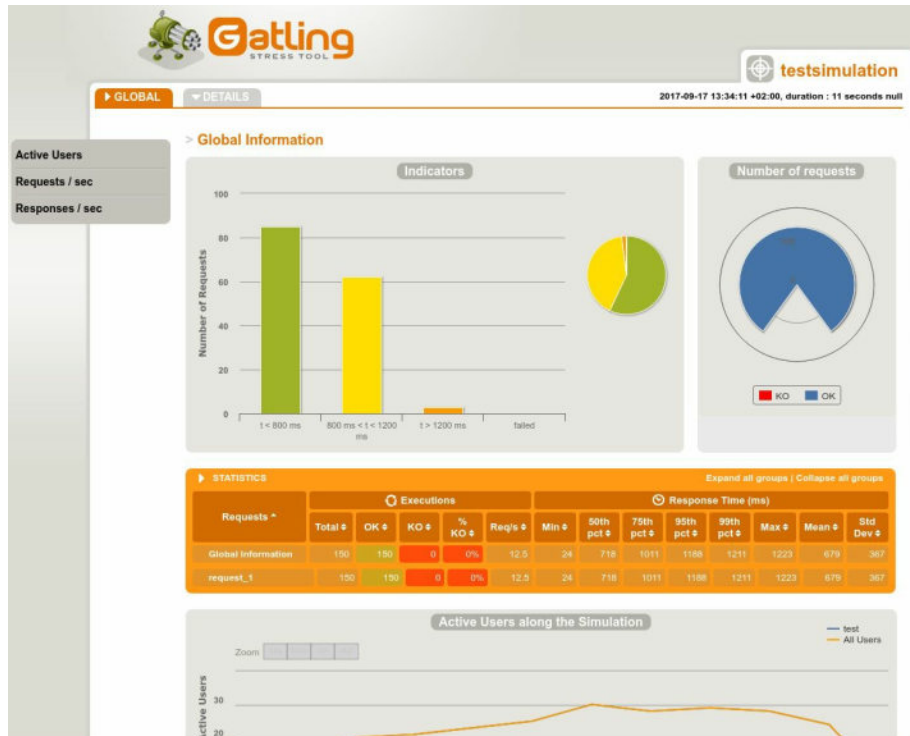 Gatling
STRESS TOOL
testsimulation
GLOBAL
DETAILS
2017-09-17 13:34:11 +02:00, duration : 11 seconds null
Active Users
Requests / sec
Responses / sec
> Global Information
Indicators
Number of Requests
100
80
60
40
20
0
t < 800 ms
800 ms < t < 1200
ms
t > 1200 ms
failed
Number of requests
KO
OK
STATISTICS
Expand all groups | Collapse all groups
Requests
Executions
Response Time (ms)
Total OK KO % KO Req/s Min 50th pct 75th pct 95th pct 99th pct Max Mean Std Dev
Global Information 150 150 0 0% 12.5 24 718 1011 1188 1211 1223 679 367
request_1 150 150 0 0% 12.5 24 718 1011 1188 1211 1223 679 367
Active Users along the Simulation
test
All Users
Zoom
Active Users
30
20